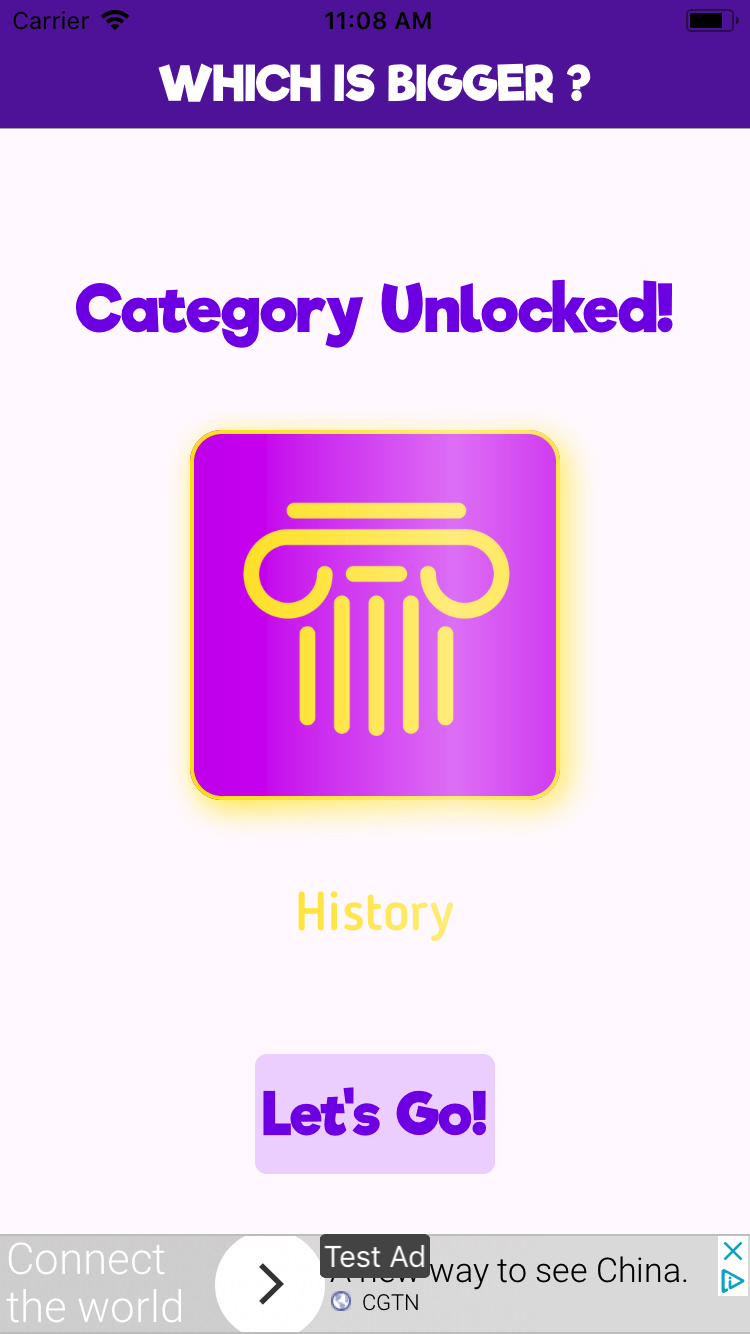 Carrier
11:08 AM
WHICH IS BIGGER ?
Category Unlocked!
History
Let's Go!
Connect
the world
Test Ad
way to see China.
CGTN